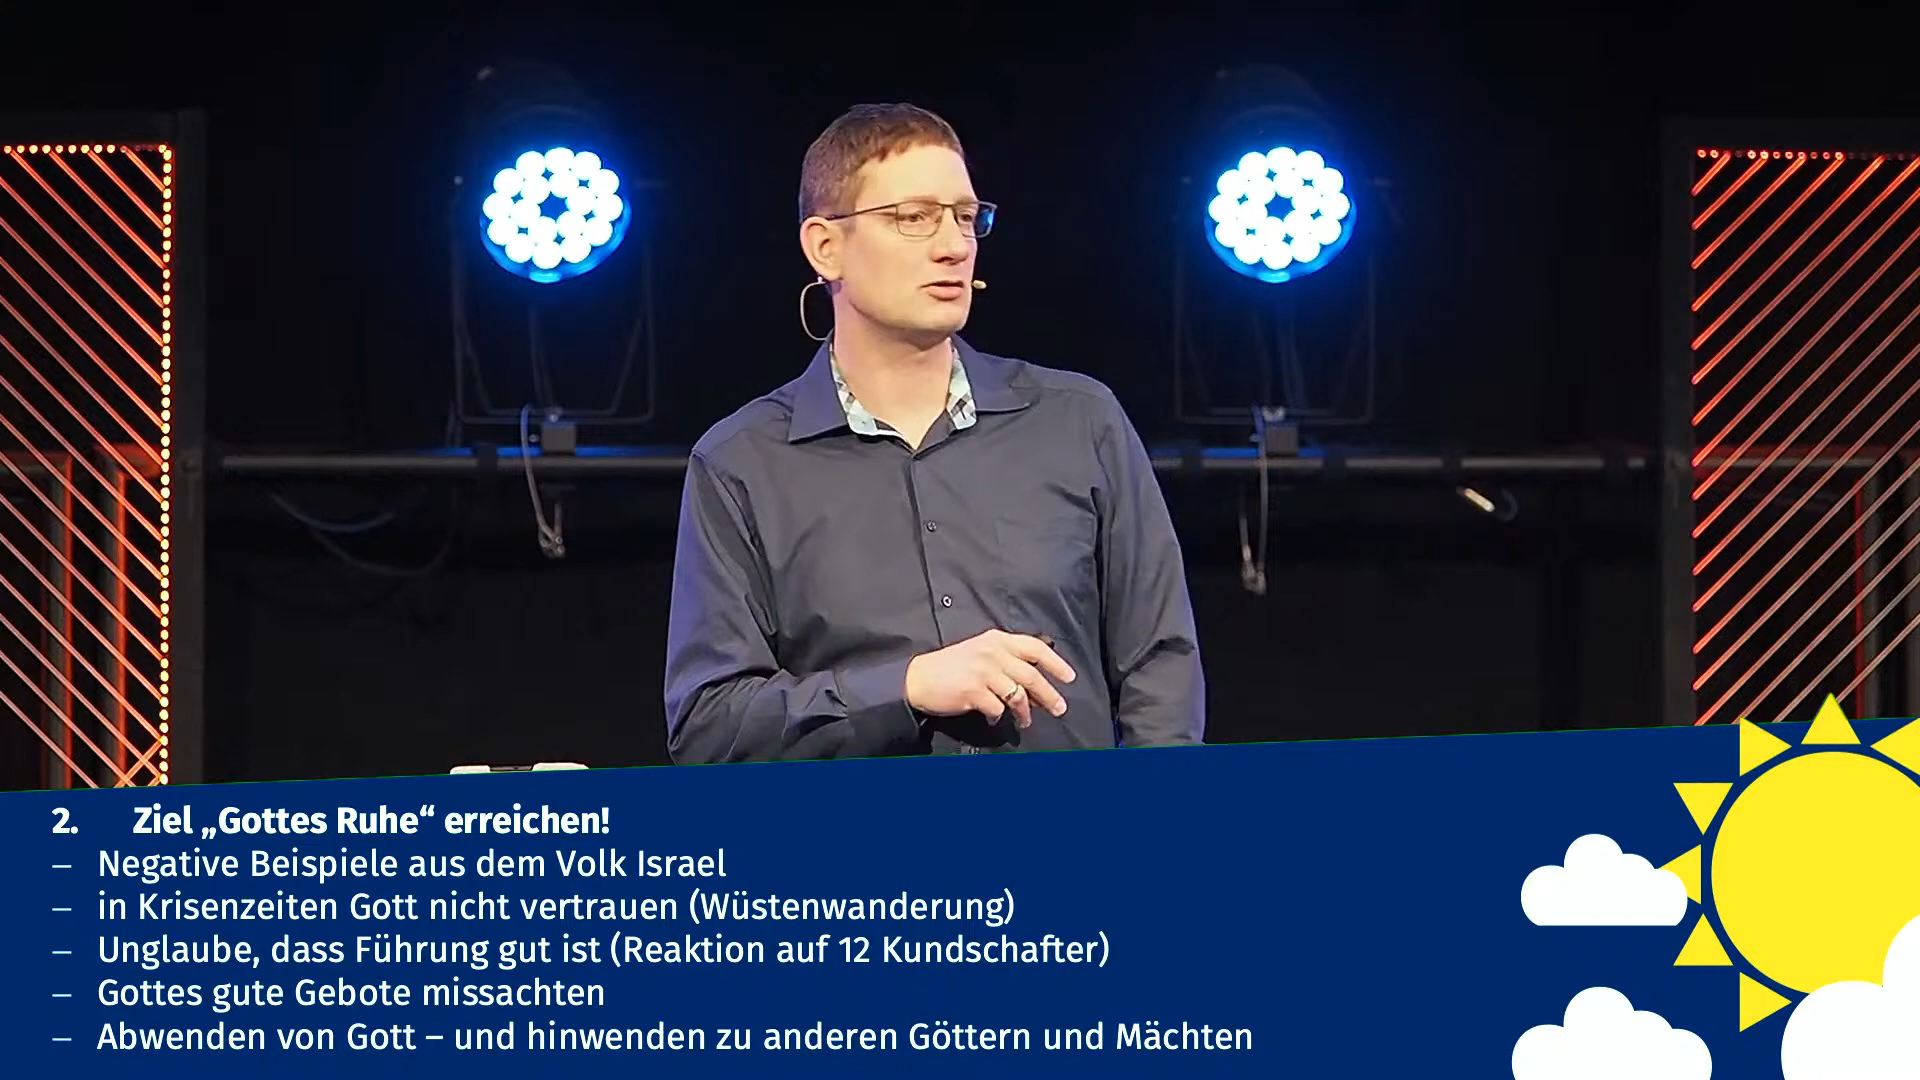 2. Ziel „Gottes Ruhe“ erreichen!
– Negative Beispiele aus dem Volk Israel
– in Krisenzeiten Gott nicht vertrauen (Wüstenwanderung)
– Unglaube, dass Führung gut ist (Reaktion auf 12 Kundschafter)
– Gottes gute Gebote missachten
– Abwenden von Gott – und hinwenden zu anderen Göttern und Mächten